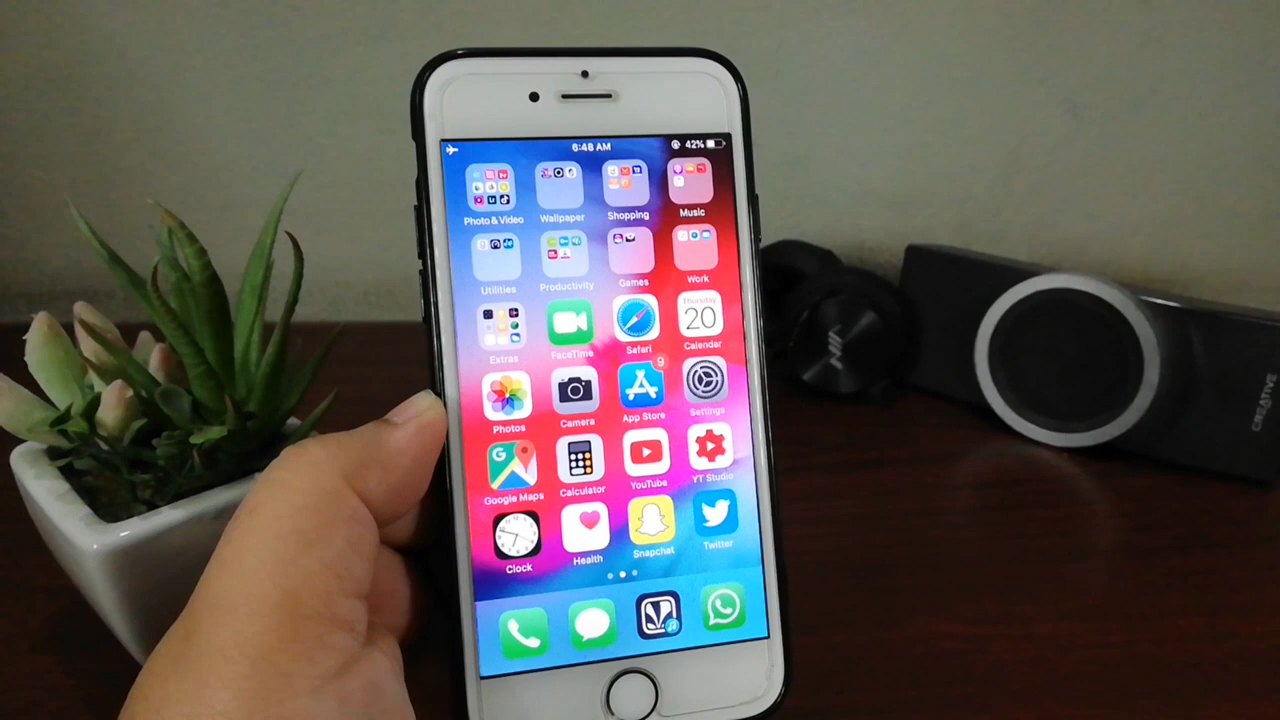 6:48 AM 42%
Photo & Video Wallpaper Shopping Music
Utilities Productivity Games Work
Thursday
20
Extras FaceTime Safari Calendar
9
Photos Camera App Store Settings
G
Google Maps Calculator YouTube YT Studio
Clock Health Snapchat Twitter
JVC
CREATIVE